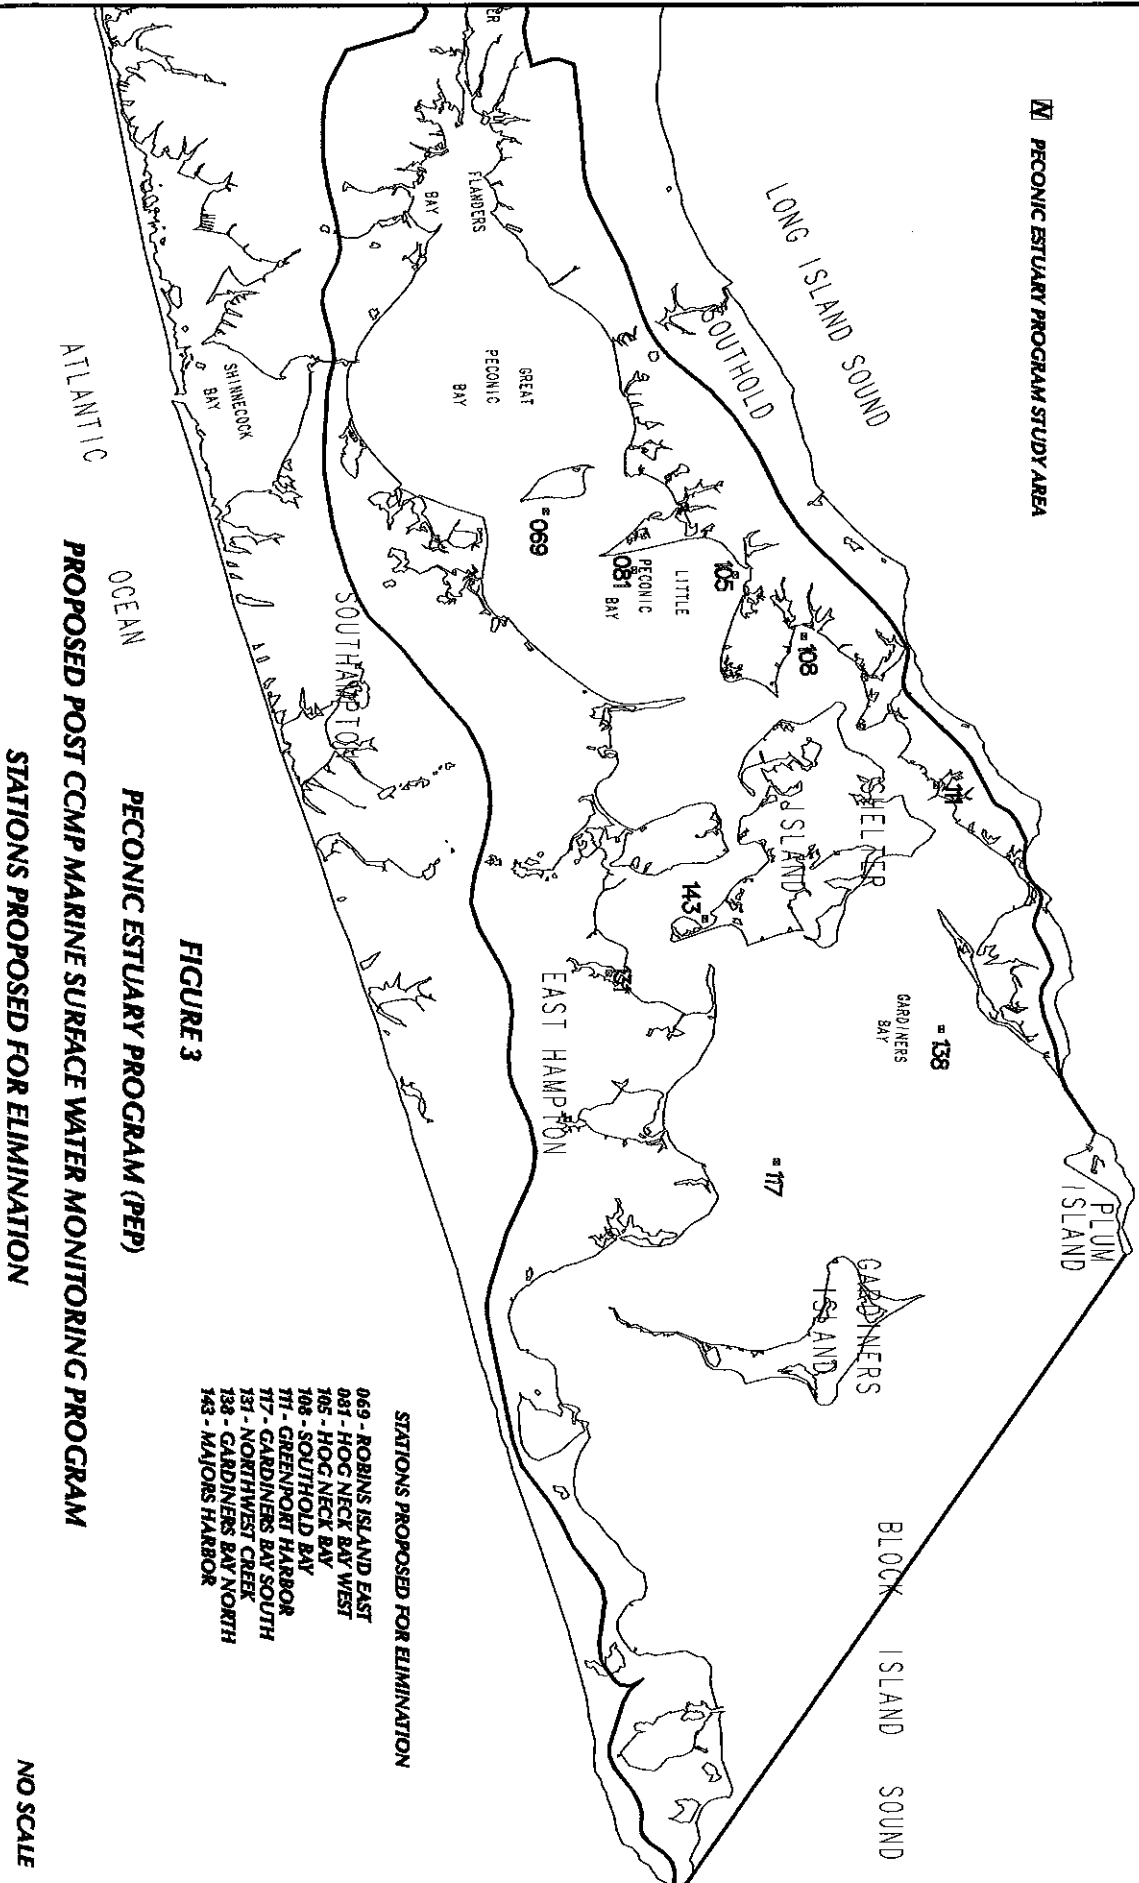 N PECONIC ESTUARY PROGRAM STUDY AREA
LONG ISLAND SOUND
SOUTHOLD
PLUM
ISLAND
BLOCK ISLAND SOUND
GARDINERS
ISLAND
GARDINERS
BAY
SHELTER
ISLAND
FLANDERS
BAY
GREAT
PECONIC
BAY
LITTLE
PECONIC
BAY
069
081
105
108
111
143
138
117
131
EAST HAMPTON
SOUTHAMPTON
SHINNECOCK
BAY
ATLANTIC
OCEAN
STATIONS PROPOSED FOR ELIMINATION
069 - ROBINS ISLAND EAST
081 - HOG NECK BAY WEST
105 - HOG NECK BAY
108 - SOUTHOLD BAY
111 - GREENPORT HARBOR
117 - GARDINERS BAY SOUTH
131 - NORTHWEST CREEK
138 - GARDINERS BAY NORTH
143 - MAJORS HARBOR
FIGURE 3
PECONIC ESTUARY PROGRAM (PEP)
PROPOSED POST CCMP MARINE SURFACE WATER MONITORING PROGRAM
STATIONS PROPOSED FOR ELIMINATION
NO SCALE